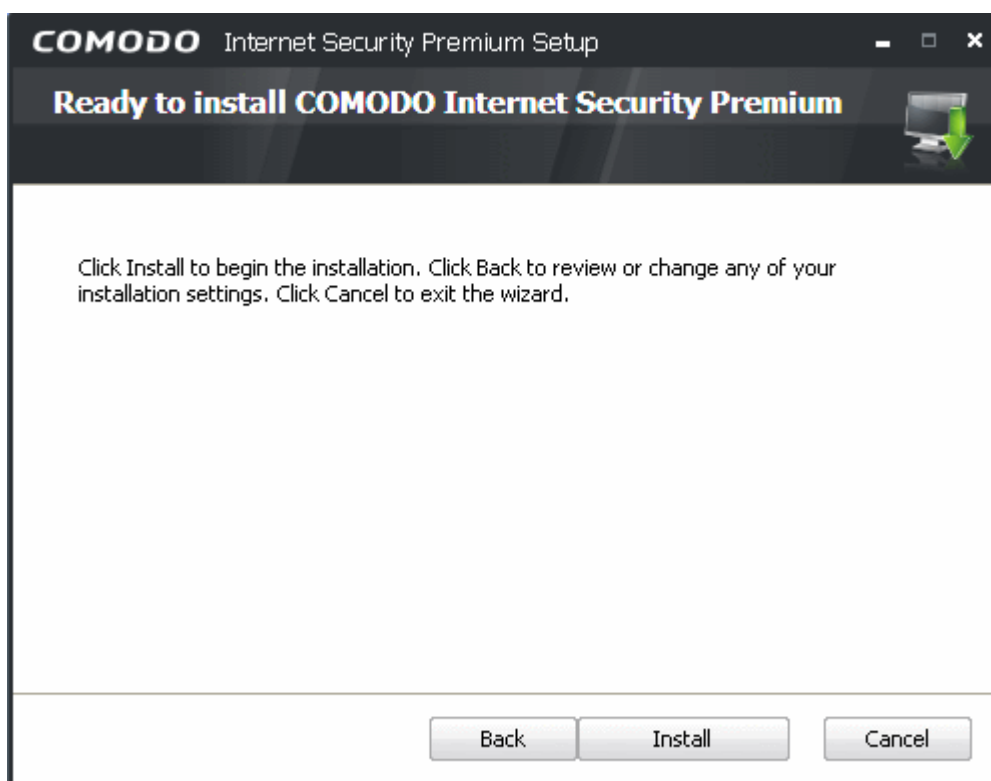 COMODO Internet Security Premium Setup
Ready to install COMODO Internet Security Premium
Click Install to begin the installation. Click Back to review or change any of your
installation settings. Click Cancel to exit the wizard.
Back Install Cancel